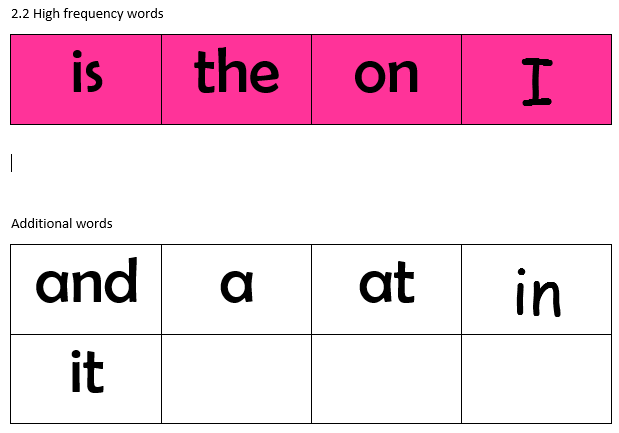 2.2 High frequency words
is the on I
Additional words
and a at in
it